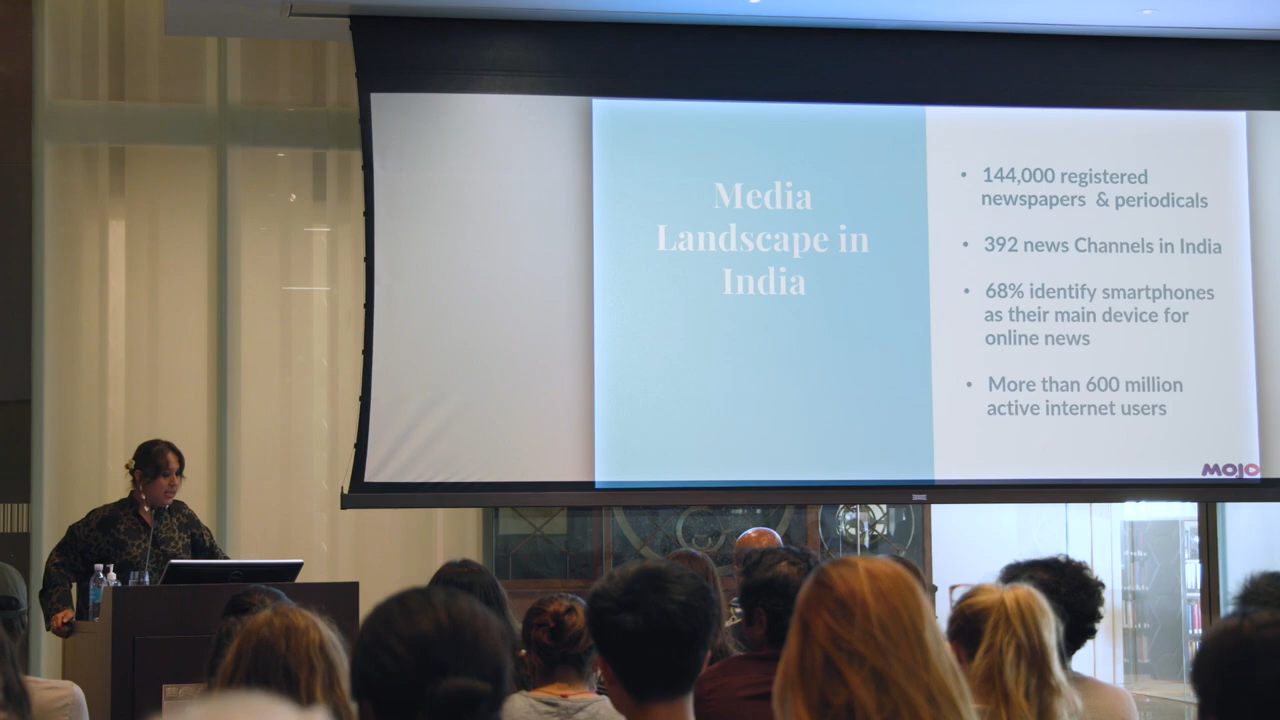 Media
Landscape in
India
• 144,000 registered
newspapers & periodicals
• 392 news Channels in India
• 68% identify smartphones
as their main device for
online news
• More than 600 million
active internet users
MOJO